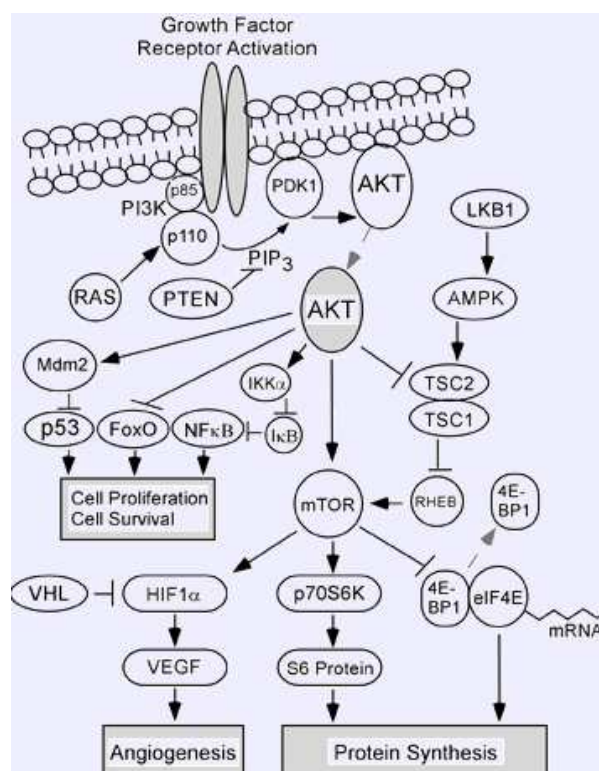 Growth Factor
Receptor Activation
p85
PI3K
p110
PDK1
AKT
LKB1
RAS
PTEN
PIP3
AKT
AMPK
Mdm2
IKKα
TSC2
TSC1
p53
FoxO
NFκB
IκB
Cell Proliferation
Cell Survival
mTOR
RHEB
4E-
BP1
VHL
HIF1α
p70S6K
4E-
BP1
eIF4E
mRNA
VEGF
S6 Protein
Angiogenesis
Protein Synthesis